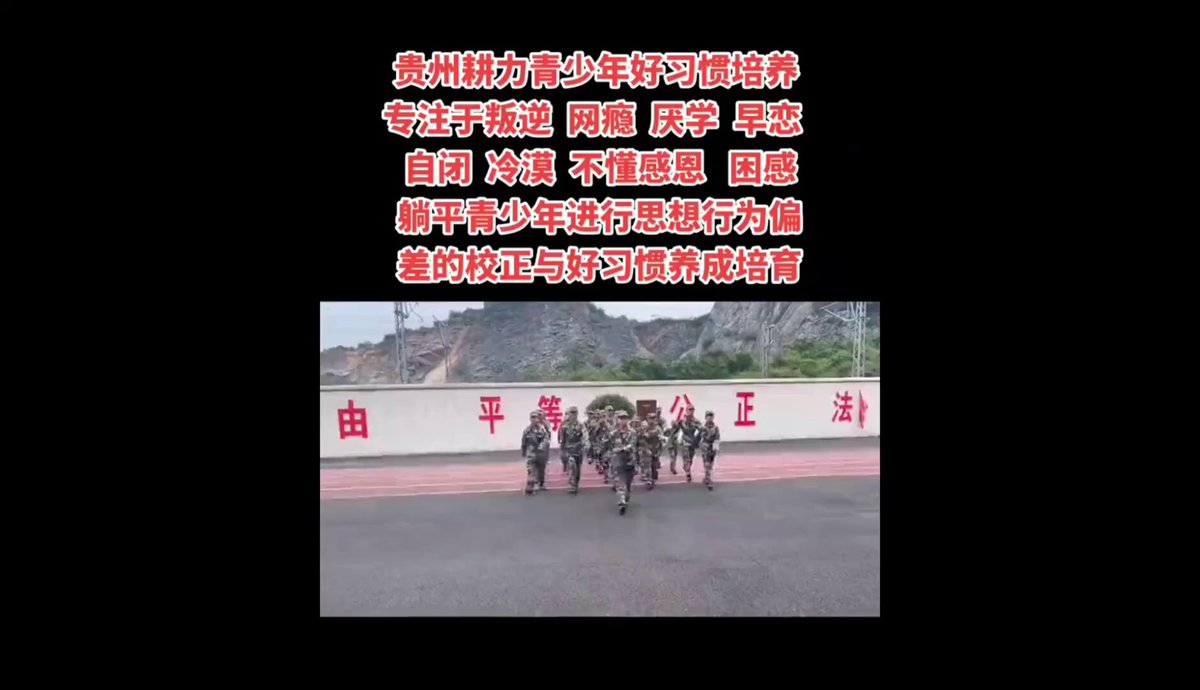 贵州耕力青少年好习惯培养
专注于叛逆 网瘾 厌学 早恋
自闭 冷漠 不懂感恩 困感
躺平青少年进行思想行为偏
差的校正与好习惯养成培育
由 平等 公正 法